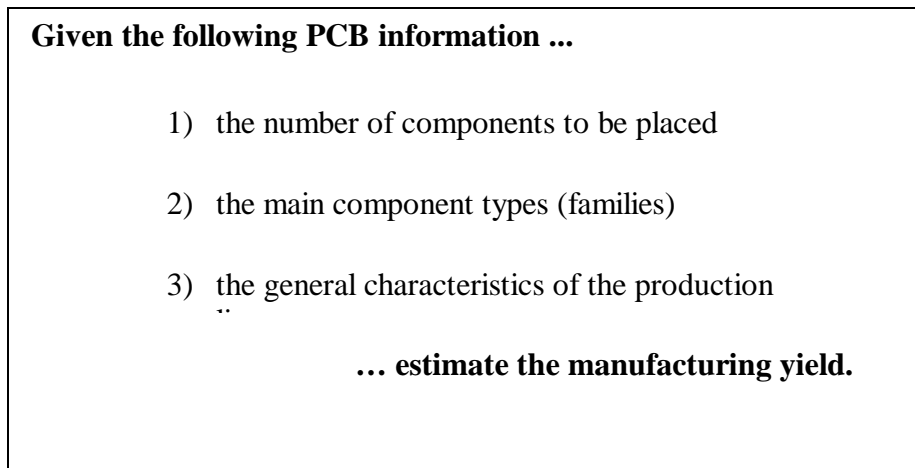 Given the following PCB information ...
1) the number of components to be placed
2) the main component types (families)
3) the general characteristics of the production
… estimate the manufacturing yield.